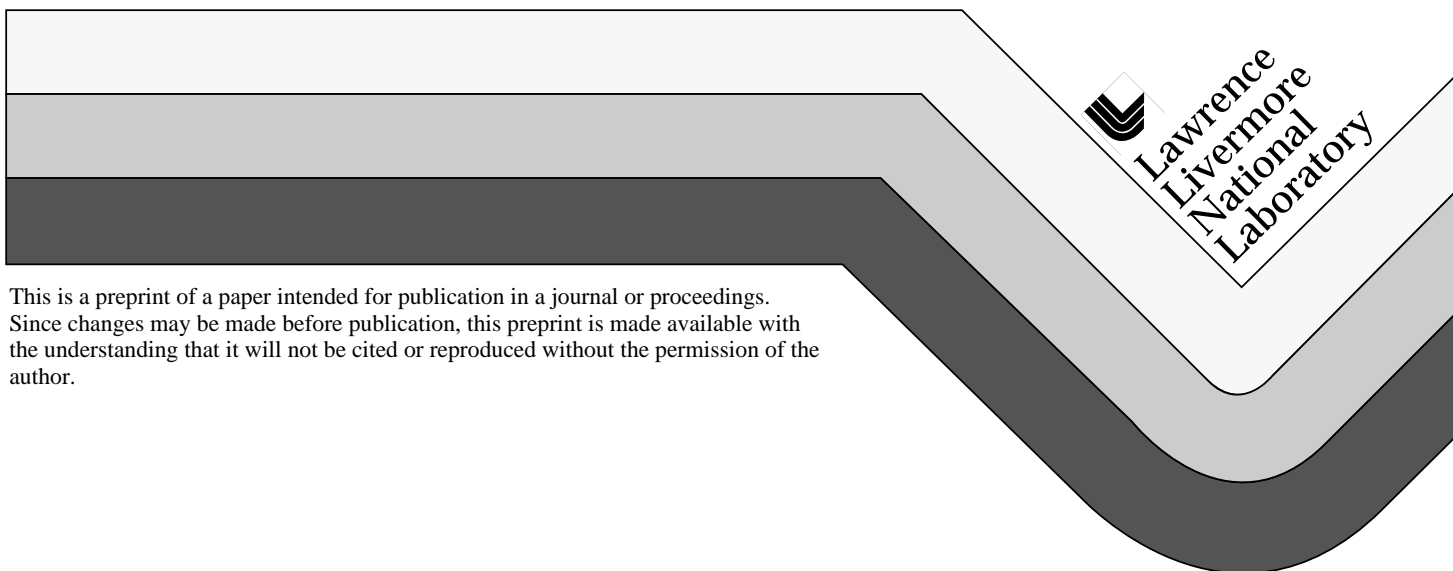 Lawrence
Livermore
National
Laboratory
This is a preprint of a paper intended for publication in a journal or proceedings.
Since changes may be made before publication, this preprint is made available with
the understanding that it will not be cited or reproduced without the permission of the
author.